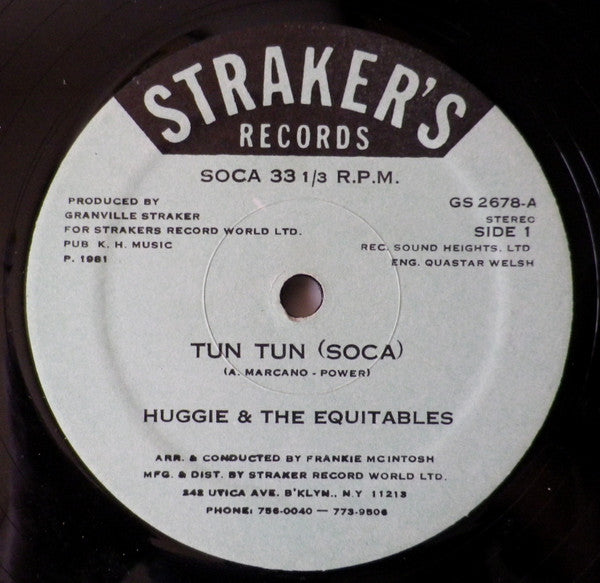 STRAKER'S
RECORDS
SOCA 33 1/3 R.P.M.
PRODUCED BY
GRANVILLE STRAKER
FOR STRAKERS RECORD WORLD LTD.
PUB K. H. MUSIC
P. 1981
GS 2678-A
STEREO
SIDE 1
REC. SOUND HEIGHTS. LTD
ENG. QUASTAR WELSH
TUN TUN (SOCA)
(A. MARCANO - POWER)
HUGGIE & THE EQUITABLES
ARR. & CONDUCTED BY FRANKIE MCINTOSH
MFG. & DIST. BY STRAKER RECORD WORLD LTD.
242 UTICA AVE. B'KLYN., N.Y 11213
PHONE: 756-0040 — 773-9506